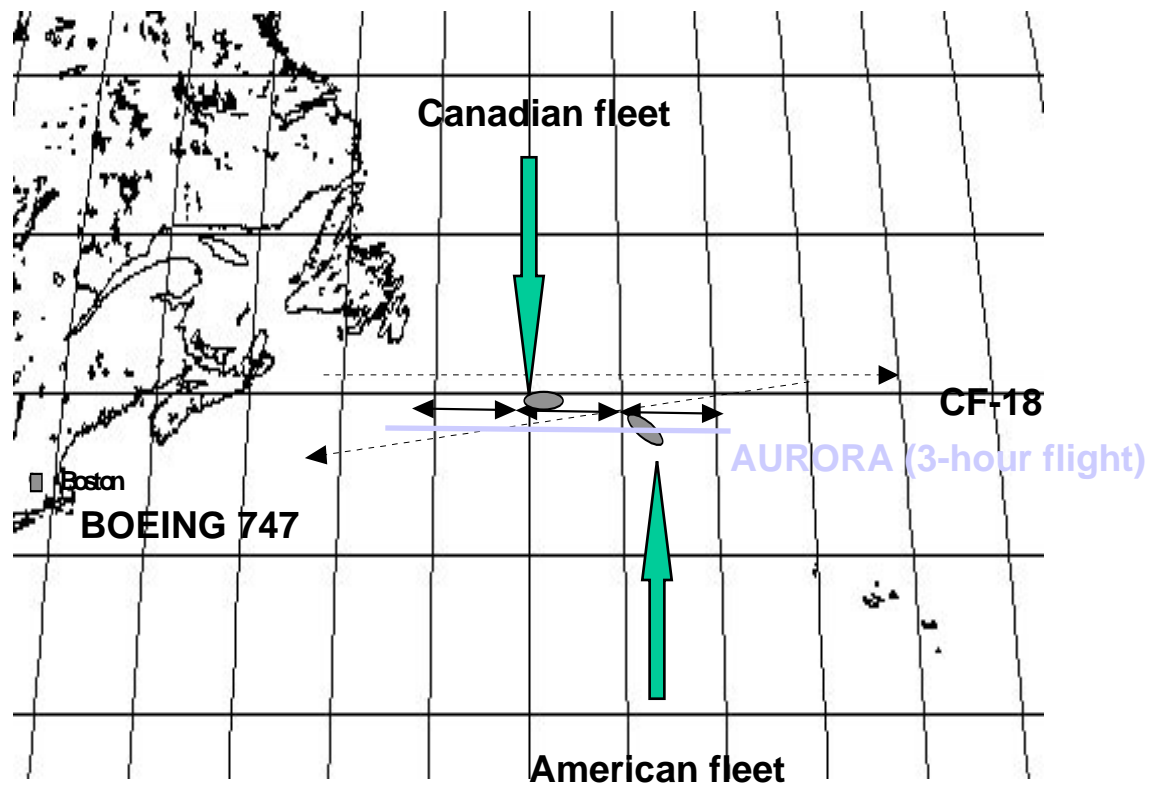 Canadian fleet
CF-18
AURORA (3-hour flight)
Boston
BOEING 747
American fleet